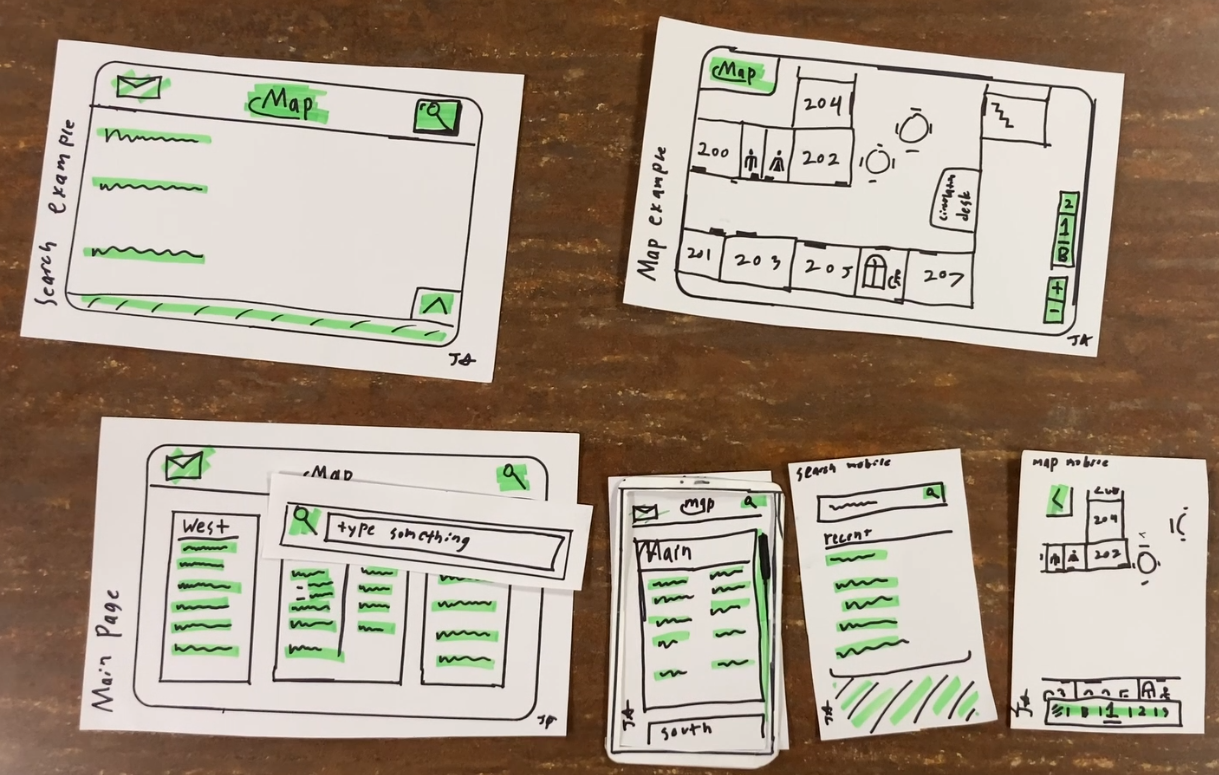 Search example
Map
JA
Map example
Map
204
200
202
desk
201
203
205
207
2
1
B
+
-
JA
Main Page
Map
type something
West
JA
Map
Main
South
JA
search mobile
recent
JA
map mobile
204
202
JA